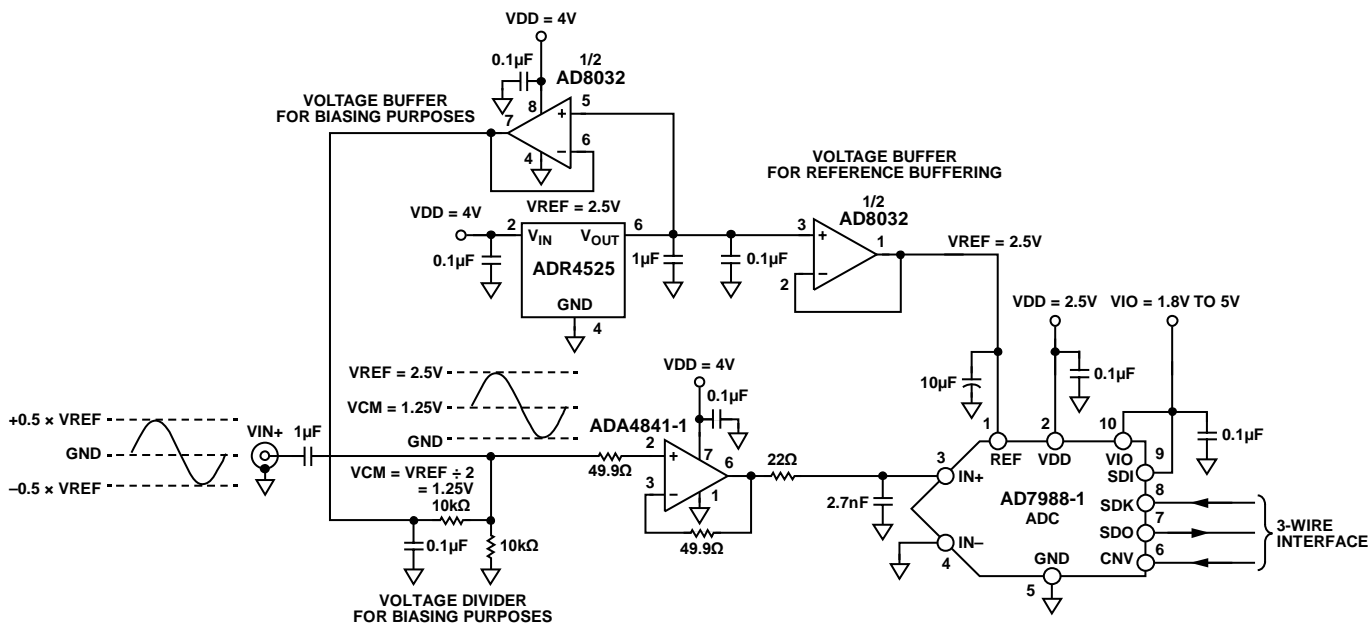 VDD = 4V
0.1µF
1/2
AD8032
VOLTAGE BUFFER
FOR BIASING PURPOSES
8
5
+
7
6
−
4
VOLTAGE BUFFER
FOR REFERENCE BUFFERING
1/2
AD8032
VDD = 4V
VREF = 2.5V
2
VIN
VOUT
6
0.1µF
ADR4525
GND
4
1µF
0.1µF
3
+
1
2
−
VREF = 2.5V
VDD = 2.5V
VIO = 1.8V TO 5V
10µF
0.1µF
0.1µF
VREF = 2.5V
VCM = 1.25V
GND
VDD = 4V
0.1µF
ADA4841-1
+0.5 × VREF
GND
−0.5 × VREF
VIN+
1µF
VCM = VREF ÷ 2
= 1.25V
10kΩ
0.1µF
10kΩ
VOLTAGE DIVIDER
FOR BIASING PURPOSES
49.9Ω
2
+
7
6
3
−
1
49.9Ω
22Ω
2.7nF
1
2
10
REF
VDD
VIO
9
SDI
3
IN+
AD7988-1
ADC
8
SDK
7
SDO
6
CNV
IN−
4
GND
5
3-WIRE
INTERFACE